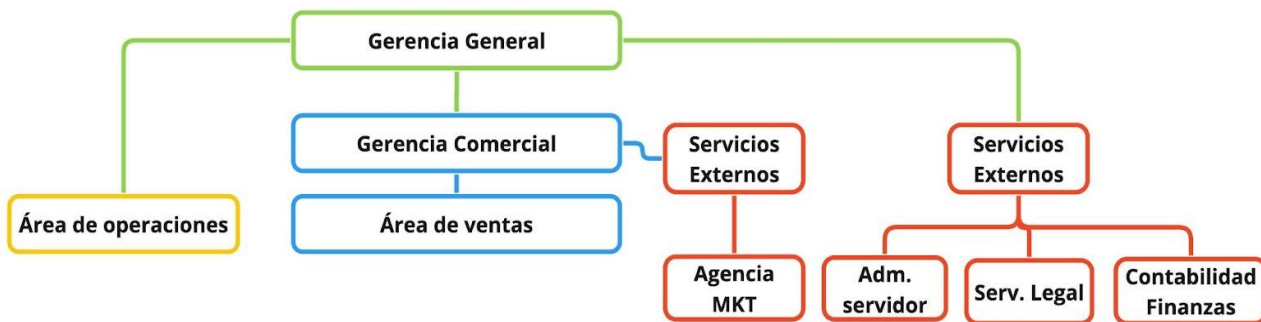 Gerencia General
Gerencia Comercial
Servicios
Externos
Servicios
Externos
Área de operaciones
Área de ventas
Agencia
MKT
Adm.
servidor
Serv. Legal
Contabilidad
Finanzas